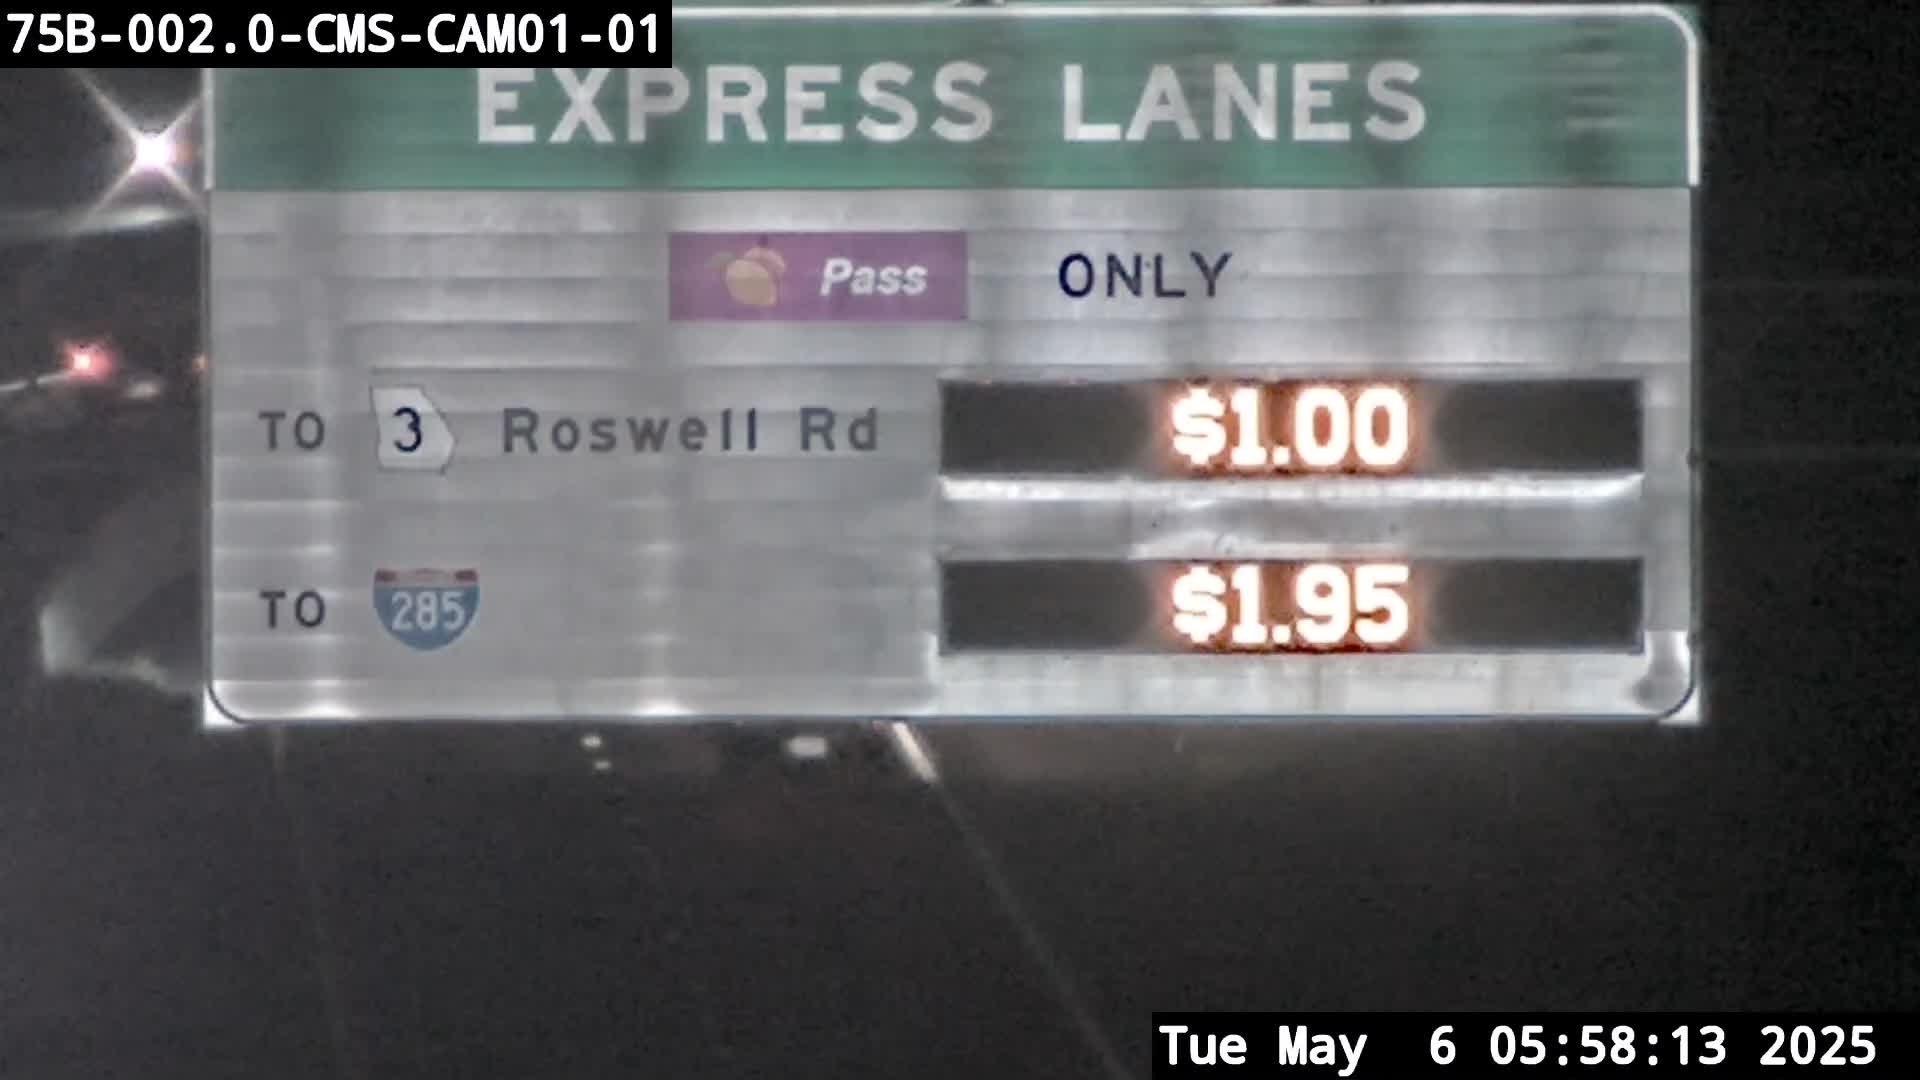 75B-002.0-CMS-CAM01-01
EXPRESS LANES
Pass ONLY
TO 3 Roswell Rd $1.00
TO 285 $1.95
Tue May 6 05:58:13 2025